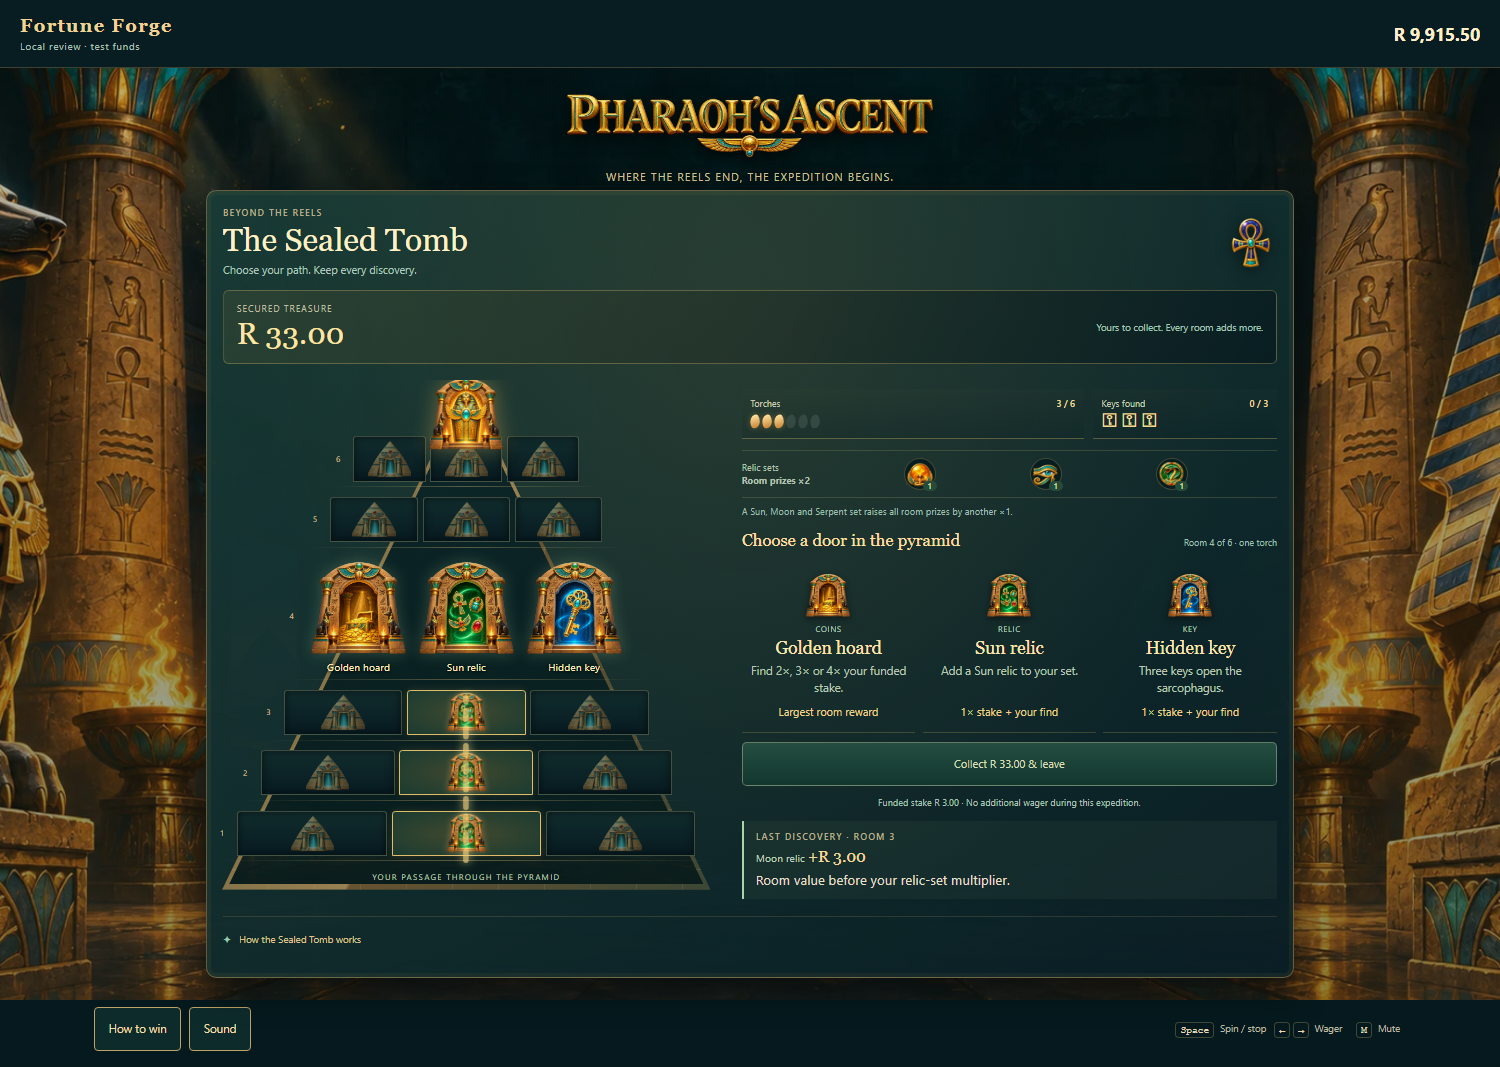 Fortune Forge
Local review · test funds
R 9,915.50
PHARAOH'S ASCENT
WHERE THE REELS END, THE EXPEDITION BEGINS.
BEYOND THE REELS
The Sealed Tomb
Choose your path. Keep every discovery.
SECURED TREASURE
R 33.00
Yours to collect. Every room adds more.
6
5
4
Golden hoard
Sun relic
Hidden key
3
2
1
YOUR PASSAGE THROUGH THE PYRAMID
Torches
3 / 6
Keys found
0 / 3
Relic sets
Room prizes ×2
1
1
1
A Sun, Moon and Serpent set raises all room prizes by another ×1.
Choose a door in the pyramid
Room 4 of 6 · one torch
COINS
Golden hoard
Find 2×, 3× or 4× your funded
stake.
Largest room reward
RELIC
Sun relic
Add a Sun relic to your set.
1× stake + your find
KEY
Hidden key
Three keys open the
sarcophagus.
1× stake + your find
Collect R 33.00 & leave
Funded stake R 3.00 · No additional wager during this expedition.
LAST DISCOVERY · ROOM 3
Moon relic +R 3.00
Room value before your relic-set multiplier.
How the Sealed Tomb works
How to win
Sound
Space Spin / stop ← → Wager M Mute